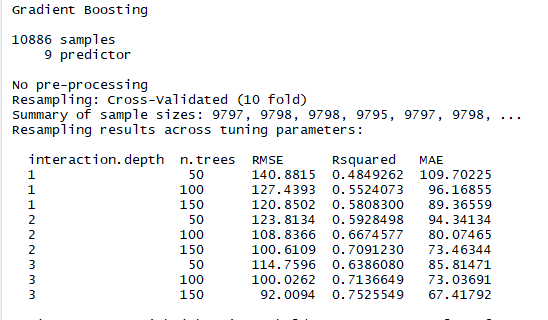 Gradient Boosting
10886 samples
9 predictor
No pre-processing
Resampling: Cross-Validated (10 fold)
Summary of sample sizes: 9797, 9798, 9798, 9795, 9797, 9798, ...
Resampling results across tuning parameters:
interaction.depth n.trees RMSE Rsquared MAE
1 50 140.8815 0.4849262 109.70225
1 100 127.4393 0.5524073 96.16855
1 150 120.8502 0.5808300 89.36559
2 50 123.8134 0.5928498 94.34134
2 100 108.8366 0.6674577 80.07465
2 150 100.6109 0.7091230 73.46344
3 50 114.7596 0.6386080 85.81471
3 100 100.0262 0.7136649 73.03691
3 150 92.0094 0.7525549 67.41792